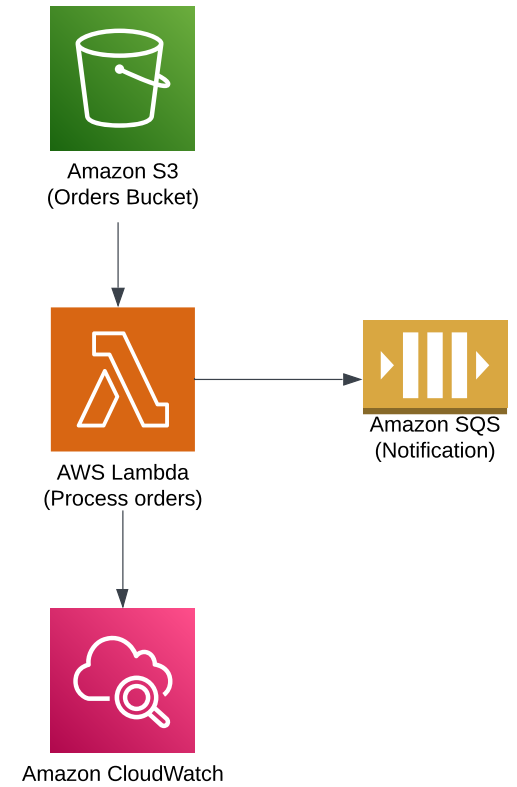 Amazon S3
(Orders Bucket)
AWS Lambda
(Process orders)
Amazon SQS
(Notification)
Amazon CloudWatch